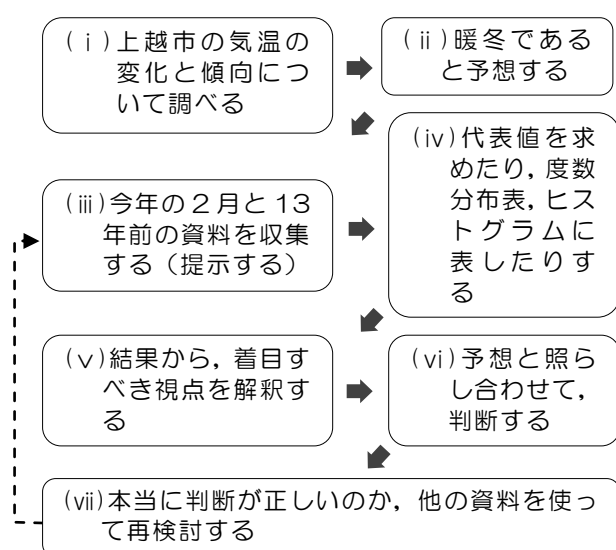 (ⅰ)上越市の気温の
変化と傾向につ
いて調べる
(ⅱ)暖冬である
と予想する
(ⅲ)今年の2月と13
年前の資料を収集
する(提示する)
(ⅳ)代表値を求
めたり,度数
分布表,ヒス
トグラムに
表したりす
る
(ⅴ)結果から,着目す
べき視点を解釈す
る
(ⅵ)予想と照ら
し合わせて,
判断する
(ⅶ)本当に判断が正しいのか,他の資料を使っ
て再検討する